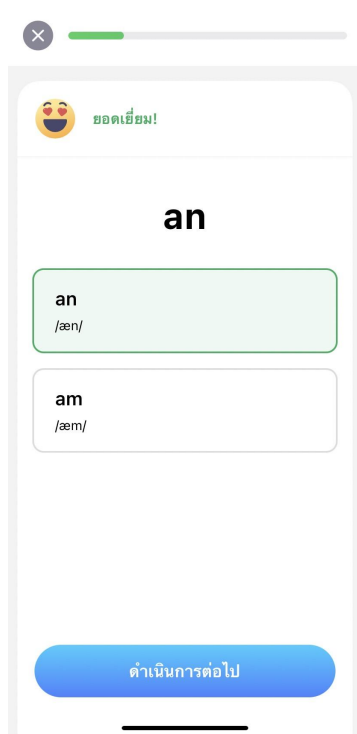 ยอดเยี่ยม!
an
an
/æn/
am
/æm/
ดำเนินการต่อไป